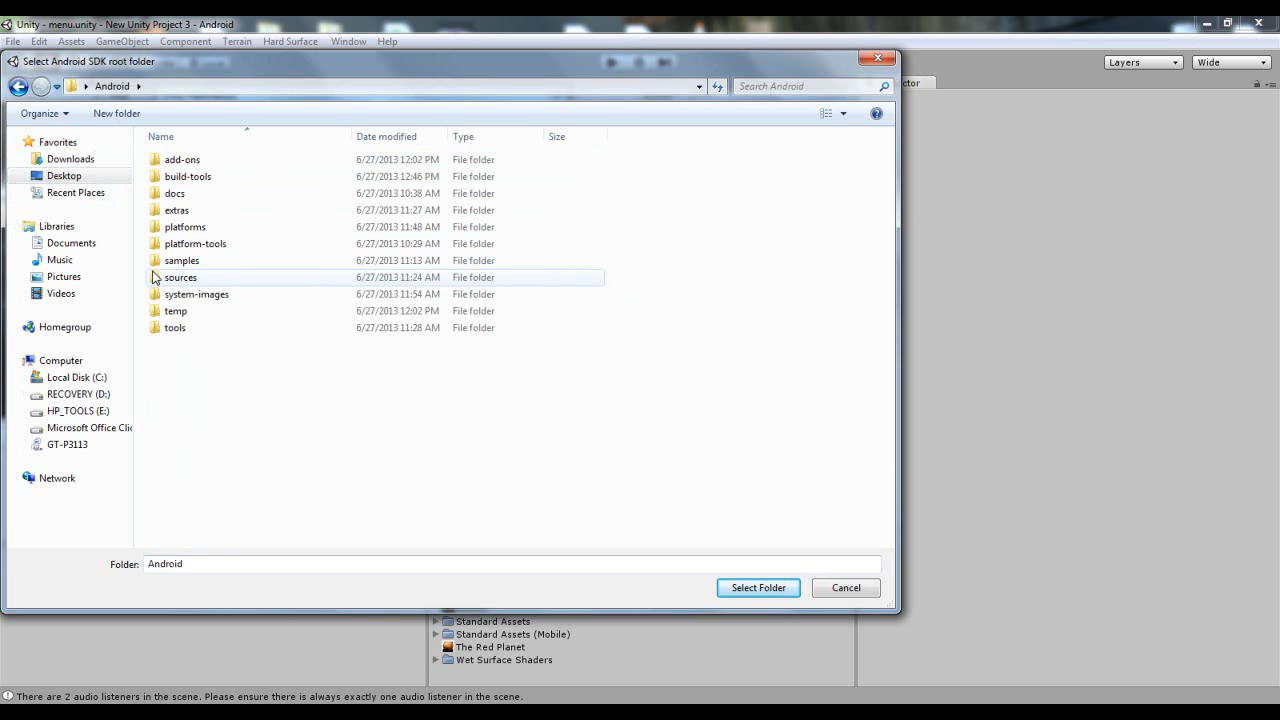 Unity - menu.unity - New Unity Project 3 - Android
File Edit Assets GameObject Component Terrain Hard Surface Window Help
Select Android SDK root folder
Layers Wide
Android Search Android
ctor
Organize New folder
Name Date modified Type Size
Favorites
Downloads
Desktop
Recent Places
Libraries
Documents
Music
Pictures
Videos
Homegroup
Computer
Local Disk (C:)
RECOVERY (D:)
HP_TOOLS (E:)
Microsoft Office Clic
GT-P3113
Network
add-ons 6/27/2013 12:02 PM File folder
build-tools 6/27/2013 12:46 PM File folder
docs 6/27/2013 10:38 AM File folder
extras 6/27/2013 11:27 AM File folder
platforms 6/27/2013 11:48 AM File folder
platform-tools 6/27/2013 10:29 AM File folder
samples 6/27/2013 11:13 AM File folder
sources 6/27/2013 11:24 AM File folder
system-images 6/27/2013 11:54 AM File folder
temp 6/27/2013 12:02 PM File folder
tools 6/27/2013 11:28 AM File folder
Folder: Android
Select Folder Cancel
Standard Assets
Standard Assets (Mobile)
The Red Planet
Wet Surface Shaders
There are 2 audio listeners in the scene. Please ensure there is always exactly one audio listener in the scene.